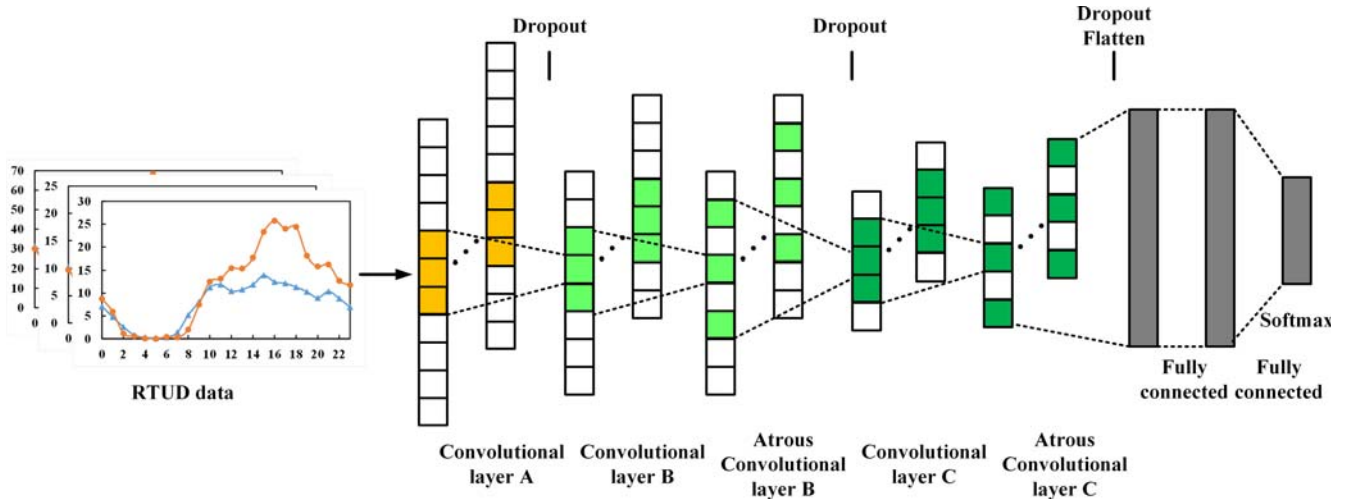 Dropout
Dropout
Dropout
Flatten
70
60
50
40
30
20
10
0
0
25
20
15
10
5
0
0
30
25
20
15
10
5
0
0 2 4 6 8 10 12 14 16 18 20 22
RTUD data
Softmax
Fully
connected
Fully
connected
Convolutional
layer A
Convolutional
layer B
Atrous
Convolutional
layer B
Convolutional
layer C
Atrous
Convolutional
layer C